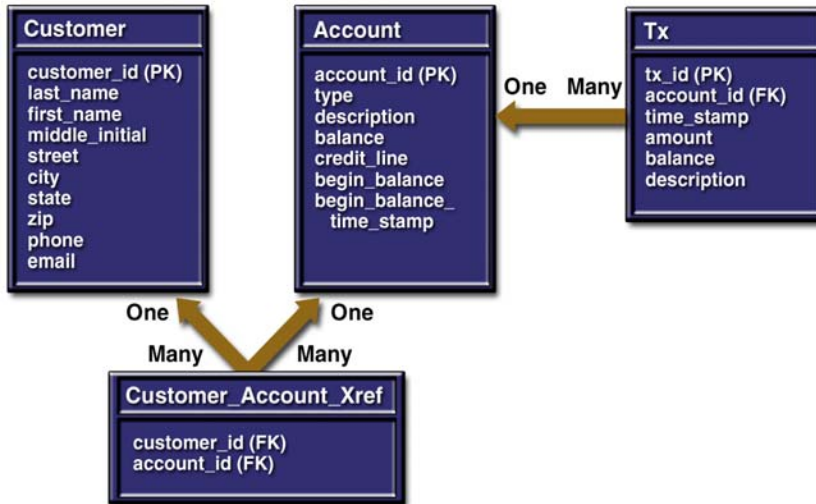 Customer
customer_id (PK)
last_name
first_name
middle_initial
street
city
state
zip
phone
email
Account
account_id (PK)
type
description
balance
credit_line
begin_balance
begin_balance_
time_stamp
One Many
Tx
tx_id (PK)
account_id (FK)
time_stamp
amount
balance
description
One
One
Many
Many
Customer_Account_Xref
customer_id (FK)
account_id (FK)